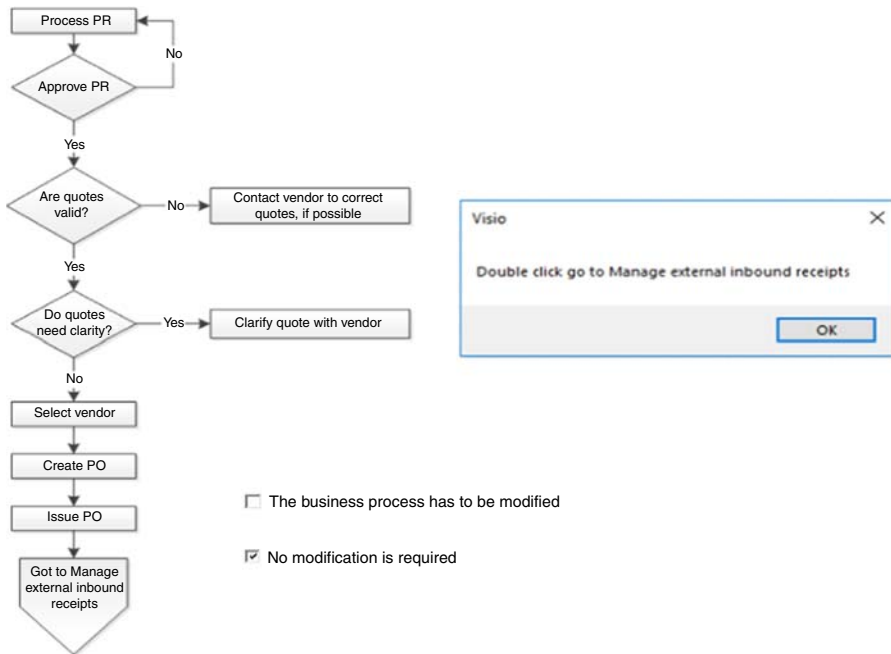 Process PR
No
Approve PR
Yes
Are quotes
valid?
No
Contact vendor to correct
quotes, if possible
Yes
Do quotes
need clarity?
Yes
Clarify quote with vendor
No
Select vendor
Create PO
Issue PO
Got to Manage
external inbound
receipts
Visio
Double click go to Manage external inbound receipts
OK
The business process has to be modified
No modification is required